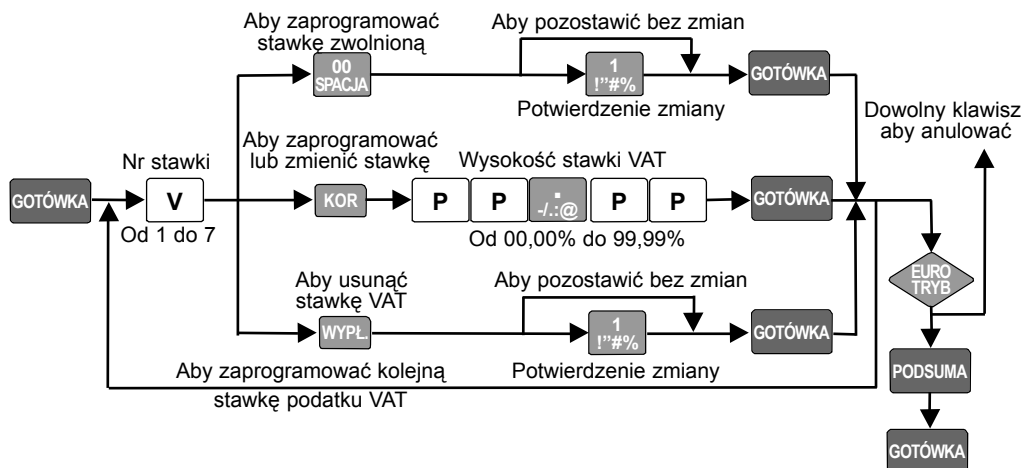 Aby zaprogramować
stawkę zwolnioną
00
SPACJA
Aby pozostawić bez zmian
1
!”#%
Potwierdzenie zmiany
GOTÓWKA
Dowolny klawisz
aby anulować
GOTÓWKA
Nr stawki
V
Od 1 do 7
Aby zaprogramować
lub zmienić stawkę
KOR
Wysokość stawki VAT
P P . -/.:@ P P
Od 00,00% do 99,99%
GOTÓWKA
Aby usunąć
stawkę VAT
WYPŁ.
Aby pozostawić bez zmian
1
!”#%
Potwierdzenie zmiany
GOTÓWKA
Aby zaprogramować kolejną
stawkę podatku VAT
EURO
TRYB
PODSUMA
GOTÓWKA